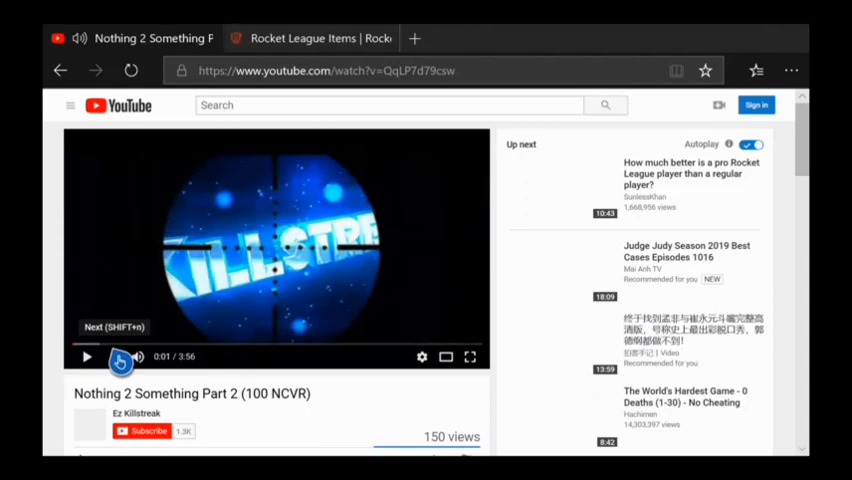 Nothing 2 Something P
Rocket League Items | Rocke
https://www.youtube.com/watch?v=QqLP7d79csw
YouTube
Search
Sign in
KILLSTRE
Next (SHIFT+n)
0:01 / 3:56
Nothing 2 Something Part 2 (100 NCVR)
Ez Killstreak
Subscribe 1.3K
150 views
Up next
Autoplay
How much better is a pro Rocket
League player than a regular
player?
SunlessKhan
1,668,956 views
10:43
Judge Judy Season 2019 Best
Cases Episodes 1016
Mai Anh TV
Recommended for you NEW
18:09
终于找到孟非与崔永元斗嘴完整高
清版，号称史上最出彩脱口秀，郭
德纲都做不到！
拍客手记 | Video
Recommended for you
13:59
The World's Hardest Game - 0
Deaths (1-30) - No Cheating
Hachimen
14,303,397 views
8:42